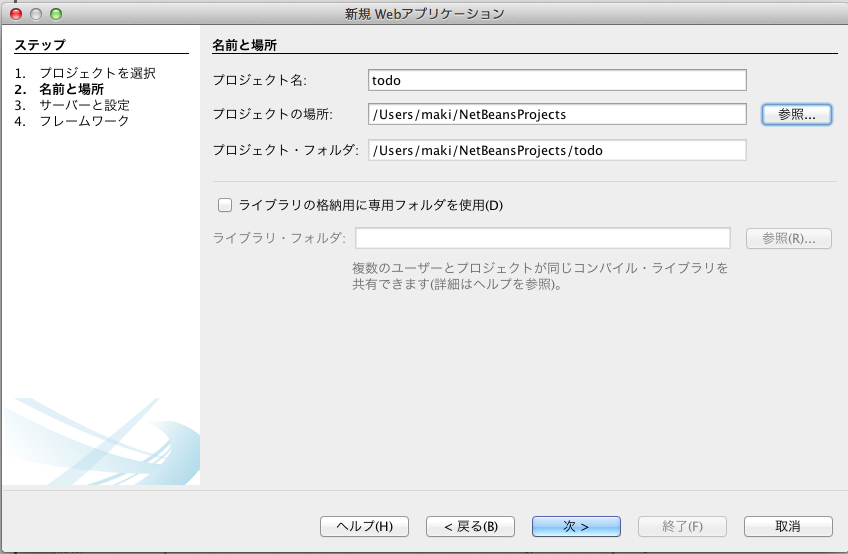 新規 Webアプリケーション
ステップ
1. プロジェクトを選択
2. 名前と場所
3. サーバーと設定
4. フレームワーク
名前と場所
プロジェクト名: todo
プロジェクトの場所: /Users/maki/NetBeansProjects 参照...
プロジェクト・フォルダ: /Users/maki/NetBeansProjects/todo
ライブラリの格納用に専用フォルダを使用(D)
ライブラリ・フォルダ: 参照(R)...
複数のユーザーとプロジェクトが同じコンパイル・ライブラリを
共有できます(詳細はヘルプを参照)。
ヘルプ(H) < 戻る(B) 次 > 終了(F) 取消